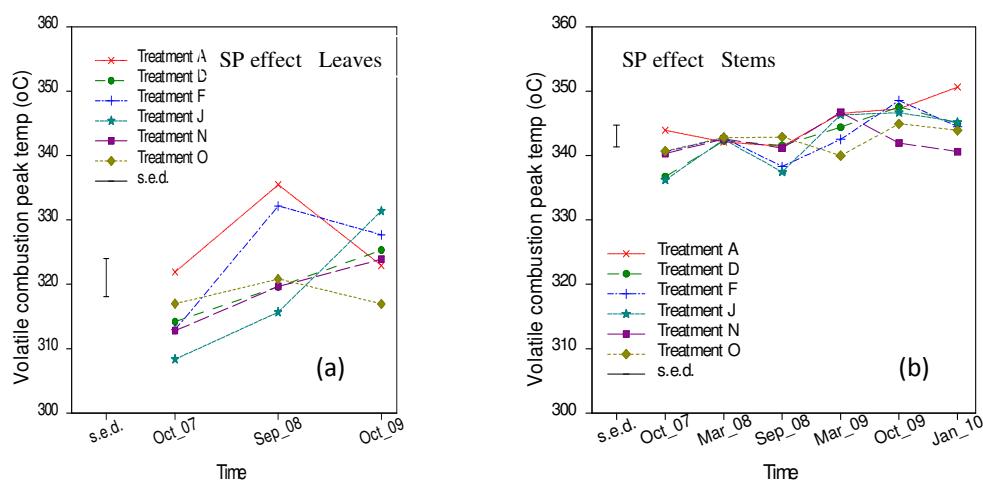 360
350
340
330
320
310
300
Volatile combustion peak temp (oC)
SP effect Leaves
Treatment A
Treatment D
Treatment F
Treatment J
Treatment N
Treatment O
s.e.d.
(a)
s.e.d.
Oct_07
Sep_08
Oct_09
Time
360
350
340
330
320
310
300
Volatile combustion peak temp (oC)
SP effect Stems
Treatment A
Treatment D
Treatment F
Treatment J
Treatment N
Treatment O
s.e.d.
(b)
s.e.d.
Oct_07
Mar_08
Sep_08
Mar_09
Oct_09
Jan_10
Time